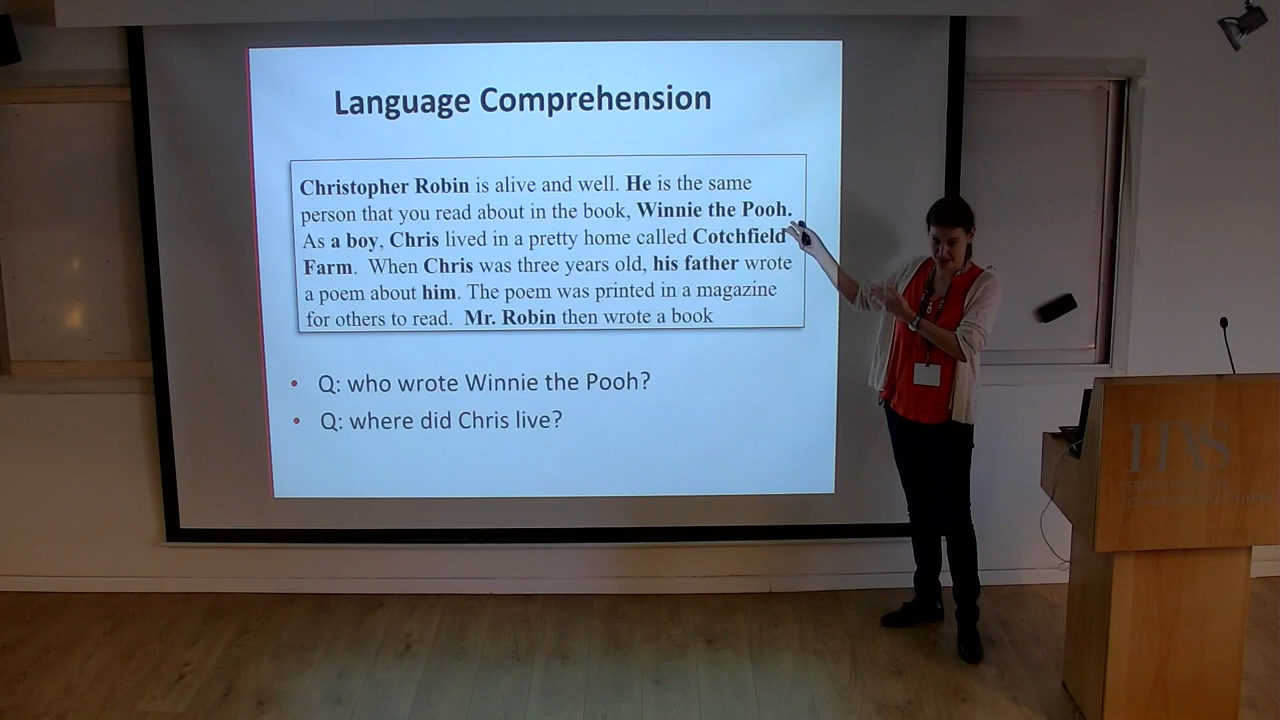 Language Comprehension
Christopher Robin is alive and well. He is the same
person that you read about in the book, Winnie the Pooh.
As a boy, Chris lived in a pretty home called Cotchfield
Farm. When Chris was three years old, his father wrote
a poem about him. The poem was printed in a magazine
for others to read. Mr. Robin then wrote a book
• Q: who wrote Winnie the Pooh?
• Q: where did Chris live?
IIAS